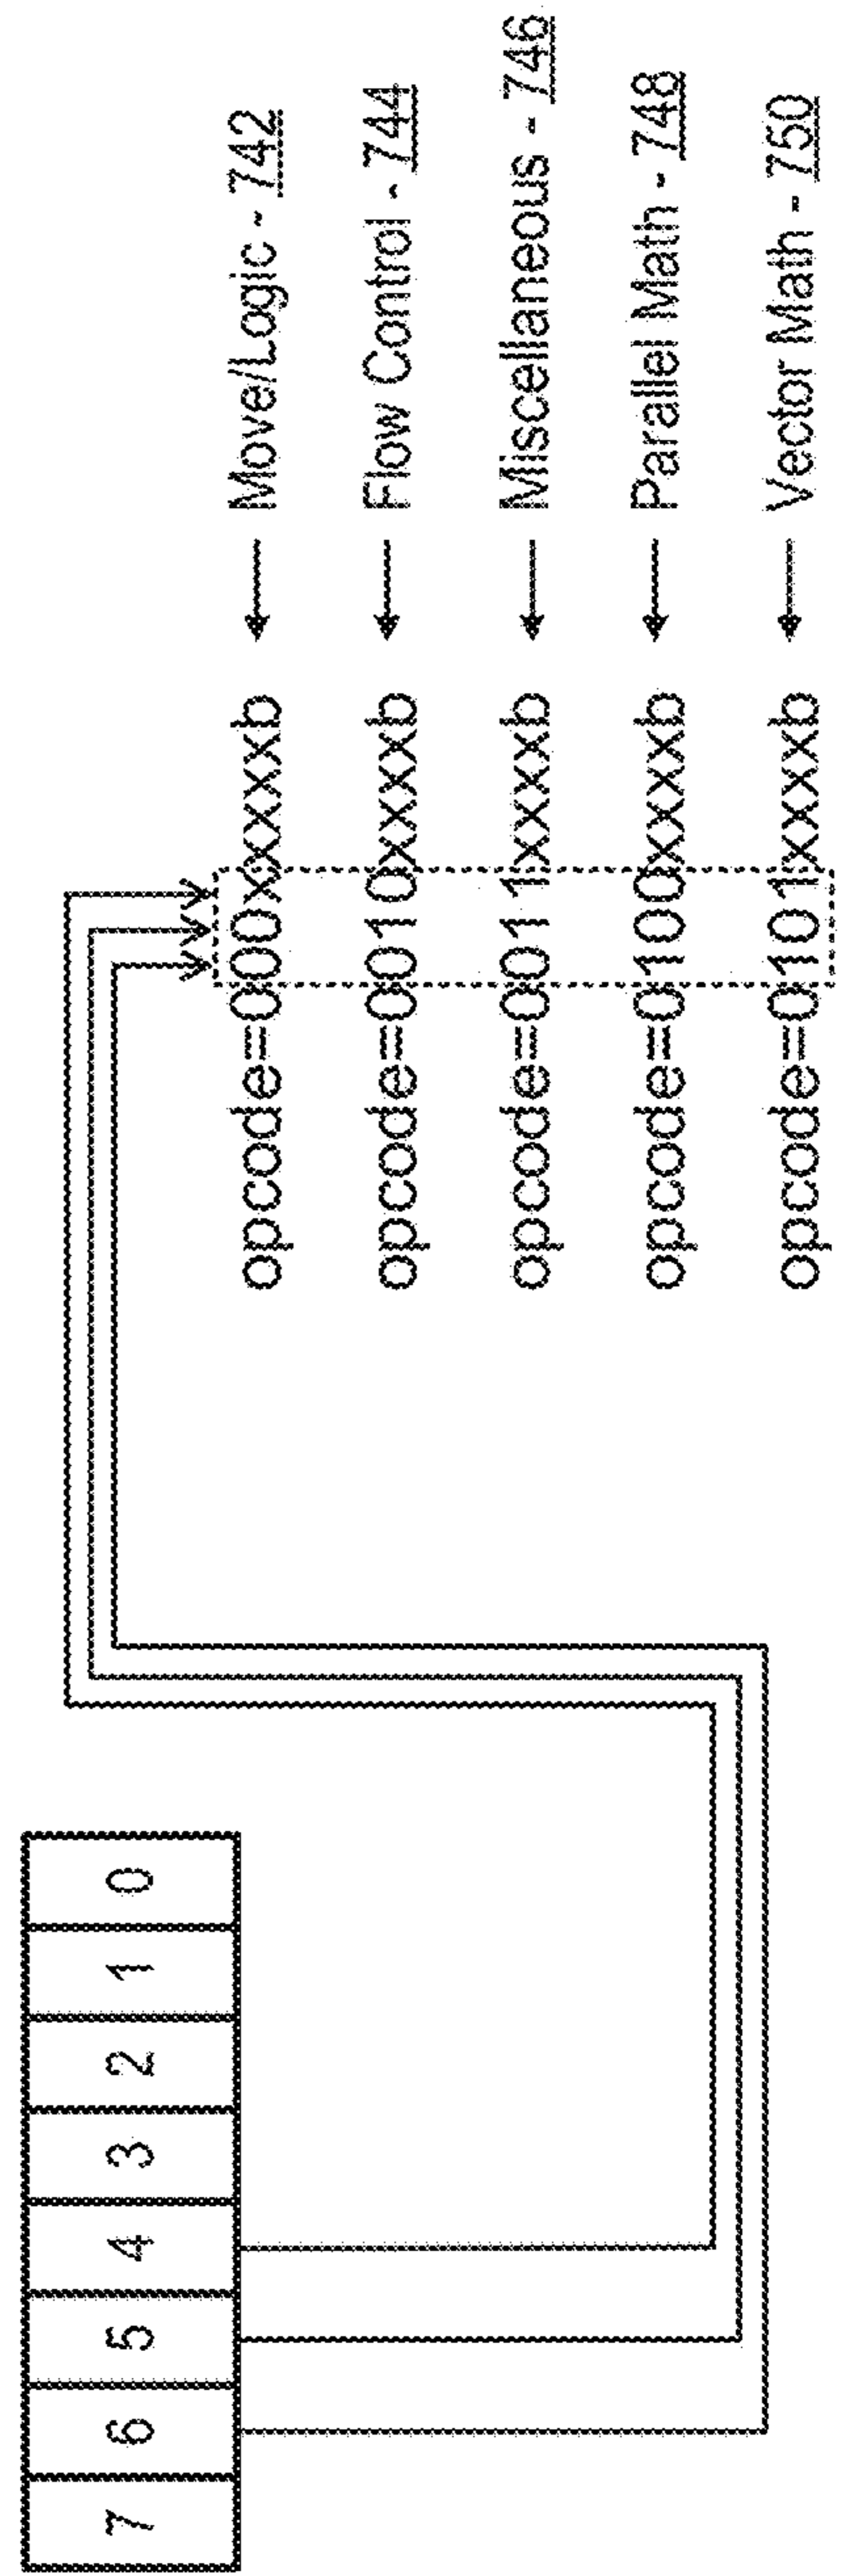 7 6 5 4 3 2 1 0
opcode=000xxxxxb ← Move/Logic - 742
opcode=0010xxxxb ← Flow Control - 744
opcode=0011xxxxb ← Miscellaneous - 746
opcode=0100xxxxb ← Parallel Math - 748
opcode=0101xxxxb ← Vector Math - 750